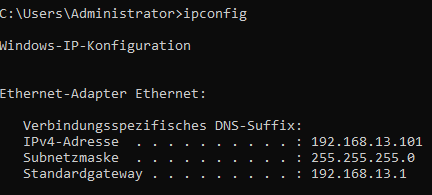 C:\Users\Administrator>ipconfig
Windows-IP-Konfiguration
Ethernet-Adapter Ethernet:
Verbindungsspezifisches DNS-Suffix:
IPv4-Adresse  . . . . . . . . . . : 192.168.13.101
Subnetzmaske  . . . . . . . . . . : 255.255.255.0
Standardgateway . . . . . . . . . : 192.168.13.1